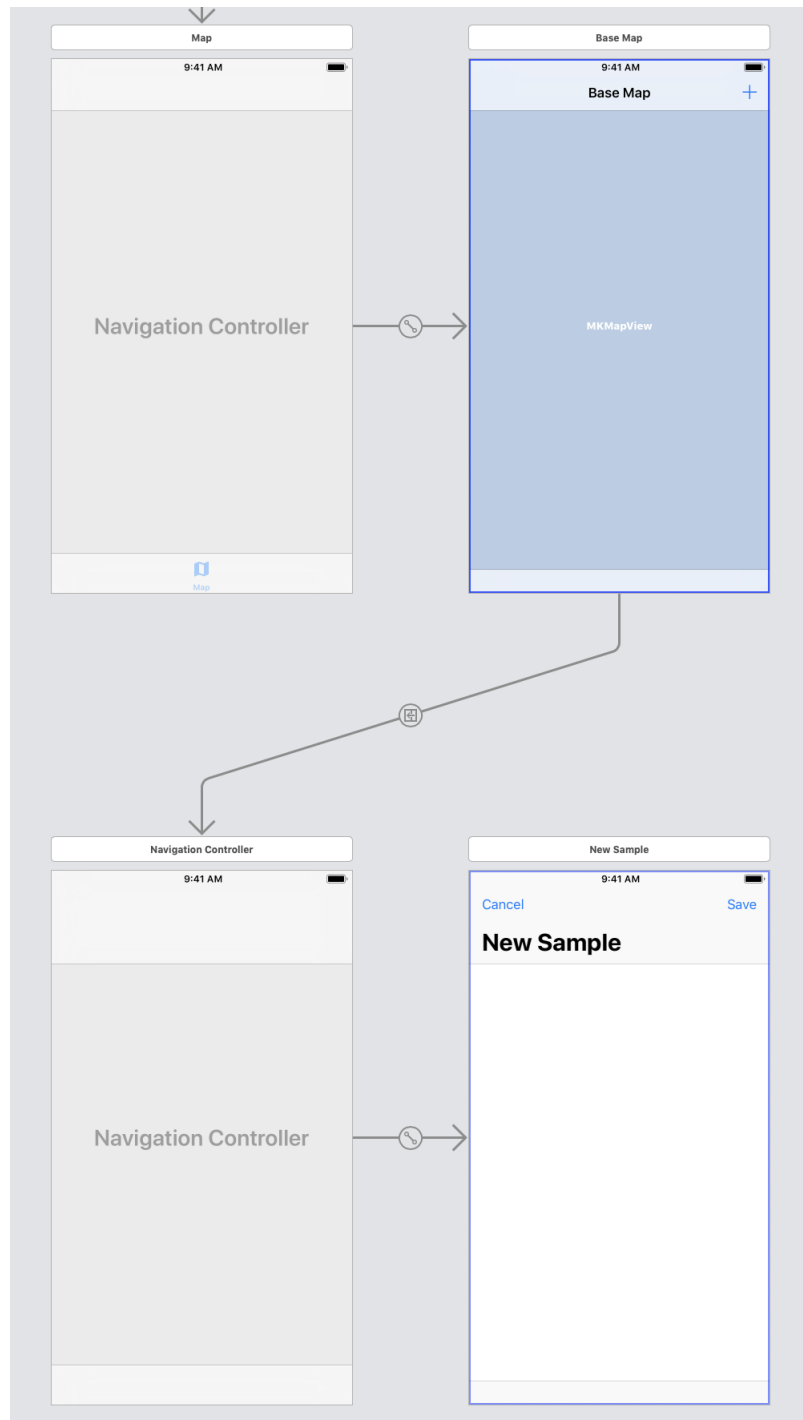 Map
Base Map
9:41 AM
9:41 AM
Base Map
Navigation Controller
MKMapView
Map
Navigation Controller
New Sample
9:41 AM
9:41 AM
Cancel
Save
New Sample
Navigation Controller